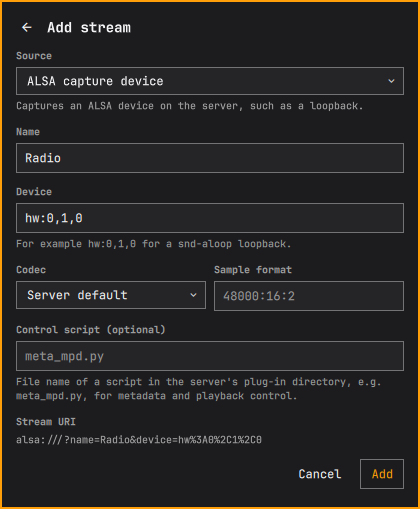 ← Add stream
Source
ALSA capture device
Captures an ALSA device on the server, such as a loopback.
Name
Radio
Device
hw:0,1,0
For example hw:0,1,0 for a snd-aloop loopback.
Codec
Sample format
Server default
48000:16:2
Control script (optional)
meta_mpd.py
File name of a script in the server's plug-in directory, e.g.
meta_mpd.py, for metadata and playback control.
Stream URI
alsa:///?name=Radio&device=hw%3A0%2C1%2C0
Cancel
Add